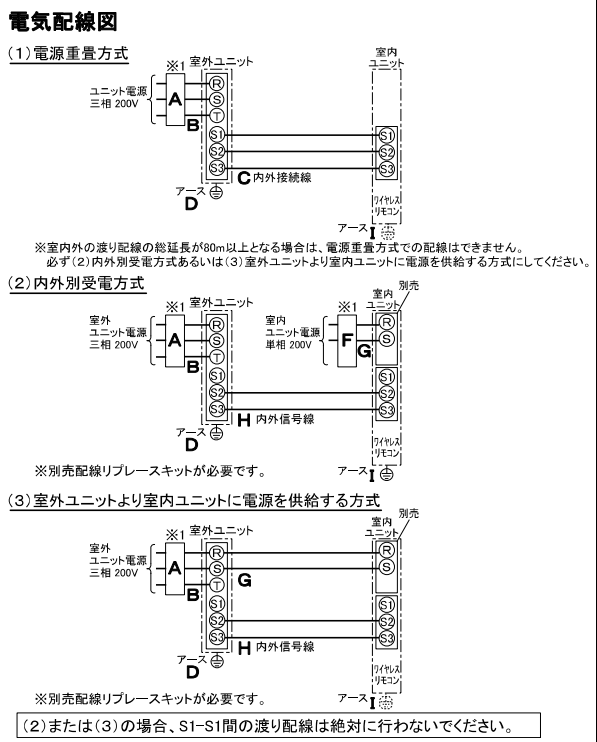 電気配線図
(1)電源重畳方式
※1
室外ユニット
室内
ユニット
ユニット電源
三相 200V
A
B
R
S
T
S1
S2
S3
S1
S2
S3
C 内外接続線
アース
D
ワイヤレス
リモコン
アース
I
※室内外の渡り配線の総延長が80m以上となる場合は、電源重畳方式での配線はできません。
必ず(2)内外別受電方式あるいは(3)室外ユニットより室内ユニットに電源を供給する方式にしてください。
(2)内外別受電方式
※1
室外ユニット
※1
室内
ユニット
別売
室外
ユニット電源
三相 200V
A
B
R
S
T
S1
S2
S3
室内
ユニット電源
単相 200V
F
G
R
S
S1
S2
S3
H 内外信号線
アース
D
ワイヤレス
リモコン
アース
I
※別売配線リプレースキットが必要です。
(3)室外ユニットより室内ユニットに電源を供給する方式
※1
室外ユニット
室内
ユニット
別売
室外
ユニット電源
三相 200V
A
B
R
S
T
S1
S2
S3
G
R
S
S1
S2
S3
H 内外信号線
アース
D
ワイヤレス
リモコン
アース
I
※別売配線リプレースキットが必要です。
(2)または(3)の場合、S1-S1間の渡り配線は絶対に行わないでください。